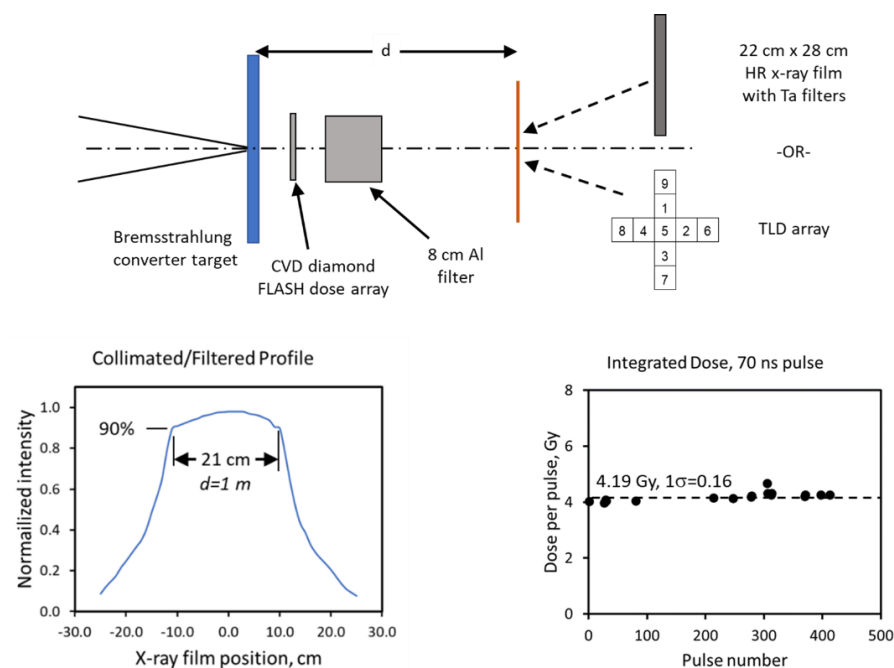 d
22 cm x 28 cm
HR x-ray film
with Ta filters
-OR-
9
1
8 4 5 2 6
3
7
TLD array
Bremsstrahlung
converter target
CVD diamond
FLASH dose array
8 cm Al
filter
Collimated/Filtered Profile
Normailized intensity
1.0
0.8
0.6
0.4
0.2
0.0
90%
21 cm
d=1 m
-30.0 -20.0 -10.0 0.0 10.0 20.0 30.0
X-ray film position, cm
Integrated Dose, 70 ns pulse
Dose per pulse, Gy
8
6
4
2
0
4.19 Gy, 1σ=0.16
0 100 200 300 400 500
Pulse number